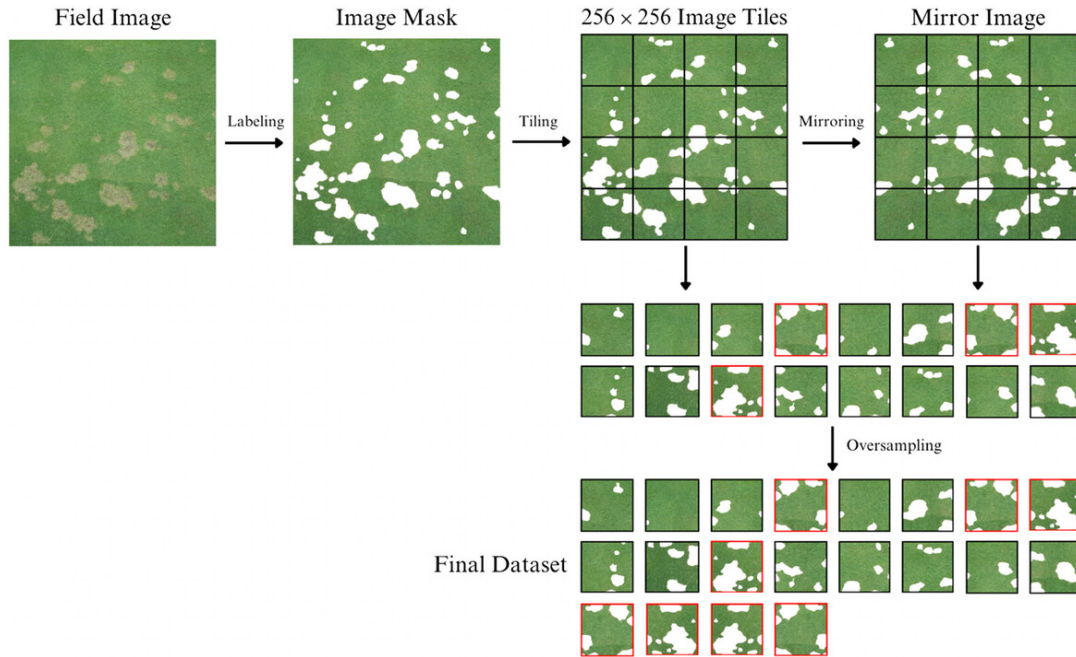 Field Image
Image Mask
256 × 256 Image Tiles
Mirror Image
Labeling
Tiling
Mirroring
Oversampling
Final Dataset